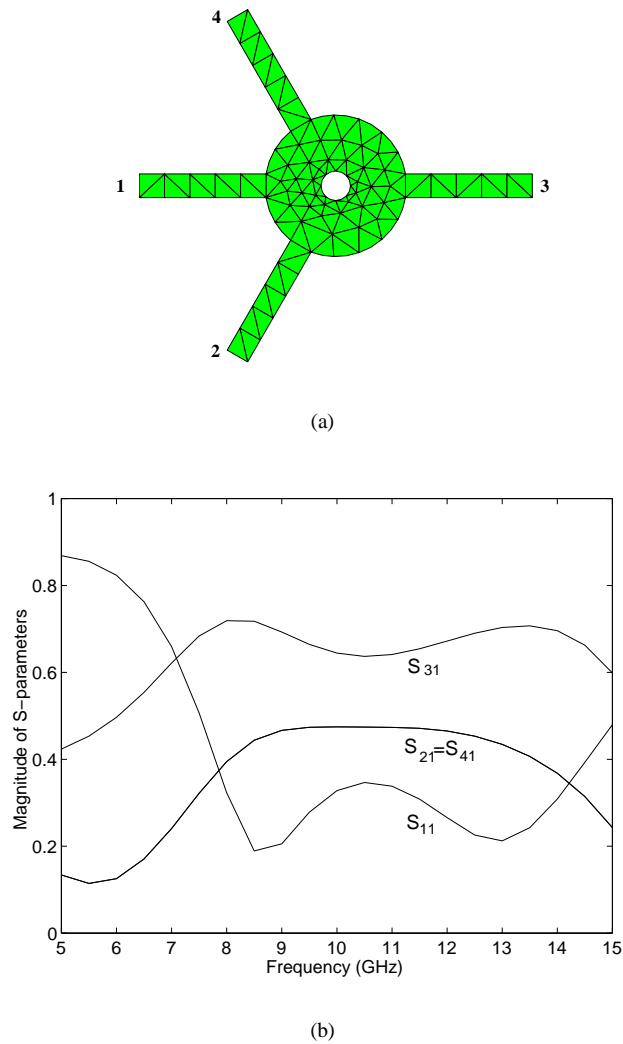 4
1
3
2
(a)
1
0.8
0.6
0.4
0.2
0
Magnitude of S−parameters
S31
S21=S41
S11
5 6 7 8 9 10 11 12 13 14 15
Frequency (GHz)
(b)